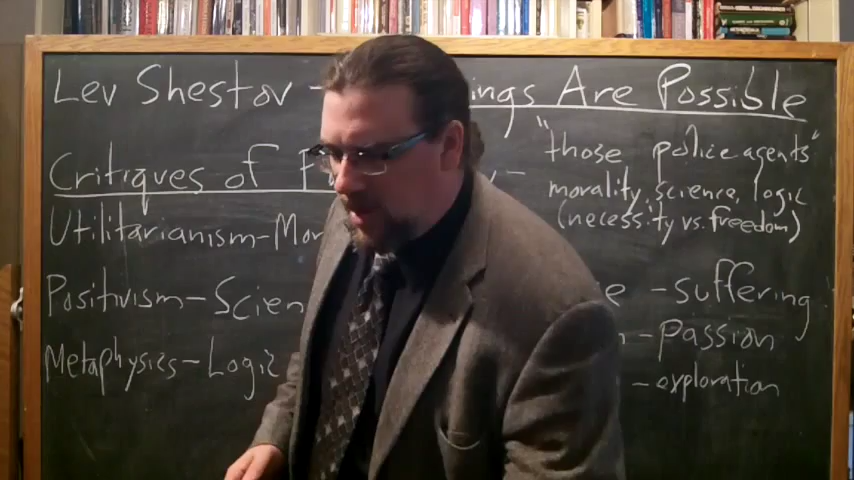 Lev Shestov - ings Are Possible
Critiques of P y -
"those police agents"
morality, science, logic
(necessity vs. freedom)
Utilitarianism - Mor
Positivism - Scien e - suffering
Metaphysics - Logic n - passion
- exploration